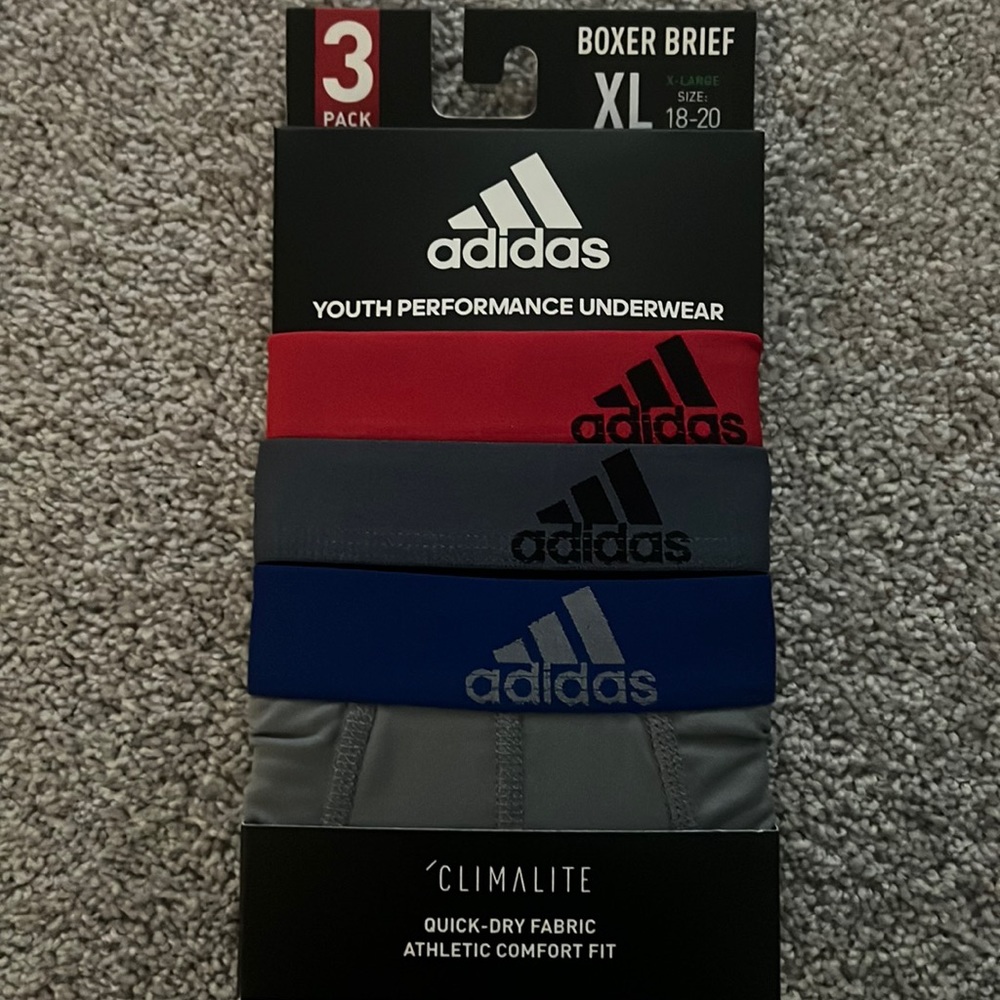 3
PACK
BOXER BRIEF
XL
X-LARGE
SIZE:
18-20
adidas
YOUTH PERFORMANCE UNDERWEAR
adidas
adidas
adidas
´CLIMALITE
QUICK-DRY FABRIC
ATHLETIC COMFORT FIT